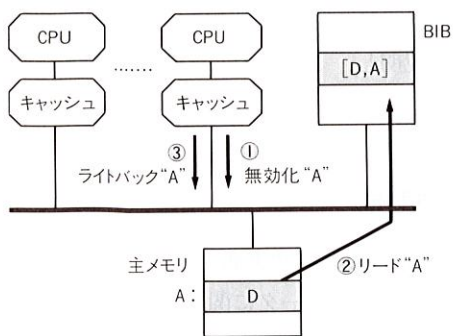 CPU
CPU
BIB
........
[D,A]
キャッシュ
キャッシュ
③
①
ライトバック“A”
無効化“A”
主メモリ
②リード“A”
A：
D